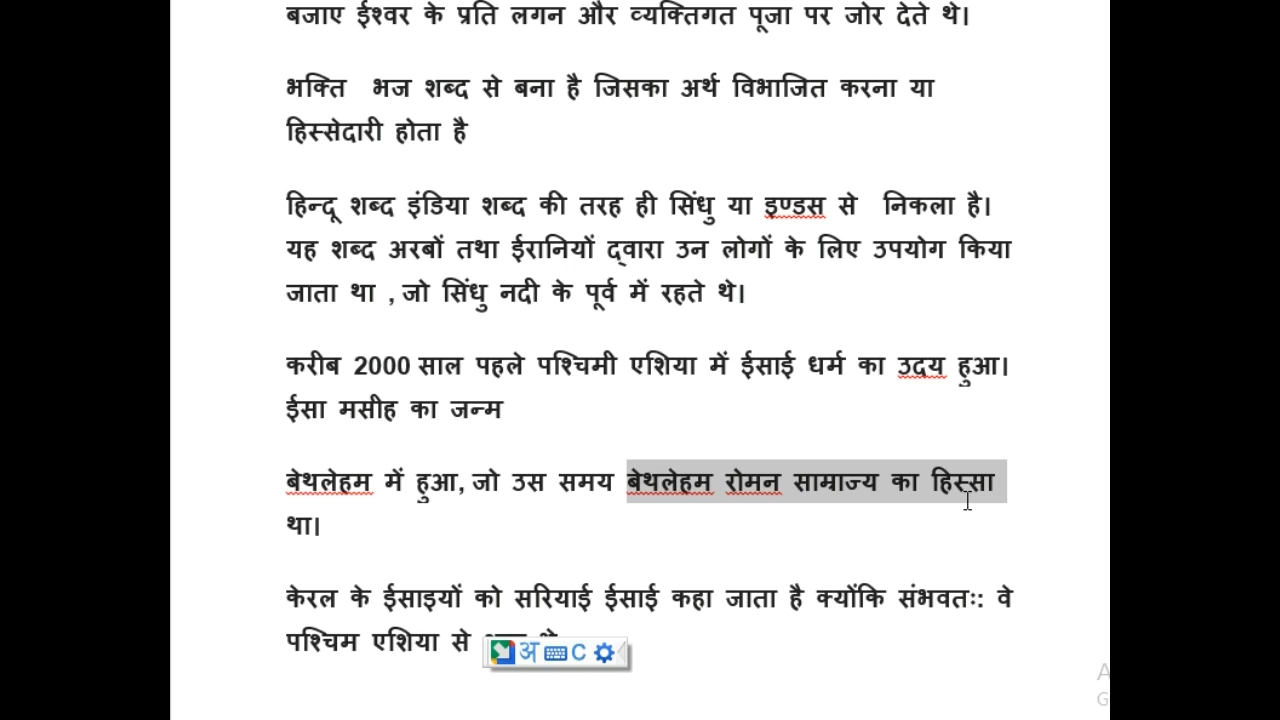 बजाए ईश्वर के प्रति लगन और व्यक्तिगत पूजा पर जोर देते थे।
भक्ति भज शब्द से बना है जिसका अर्थ विभाजित करना या
हिस्सेदारी होता है
हिन्दू शब्द इंडिया शब्द की तरह ही सिंधु या इण्डस से निकला है।
यह शब्द अरबों तथा ईरानियों द्वारा उन लोगों के लिए उपयोग किया
जाता था , जो सिंधु नदी के पूर्व में रहते थे।
करीब 2000 साल पहले पश्चिमी एशिया में ईसाई धर्म का उदय हुआ।
ईसा मसीह का जन्म
बेथलेहम में हुआ, जो उस समय बेथलेहम रोमन साम्राज्य का हिस्सा
था।
केरल के ईसाइयों को सरियाई ईसाई कहा जाता है क्योंकि संभवतः: वे
पश्चिम एशिया से
अ C